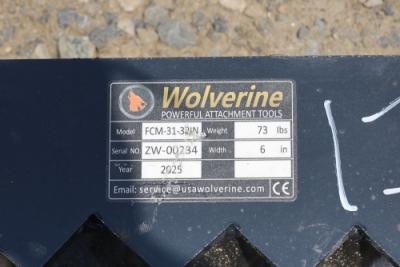 Wolverine
POWERFUL ATTACHMENT TOOLS
Model FCM-31-32IN Weight 73 lbs
Serial NO. ZW-00234 Width 6 in
Year 2025
Email: service@usawolverine.com CE